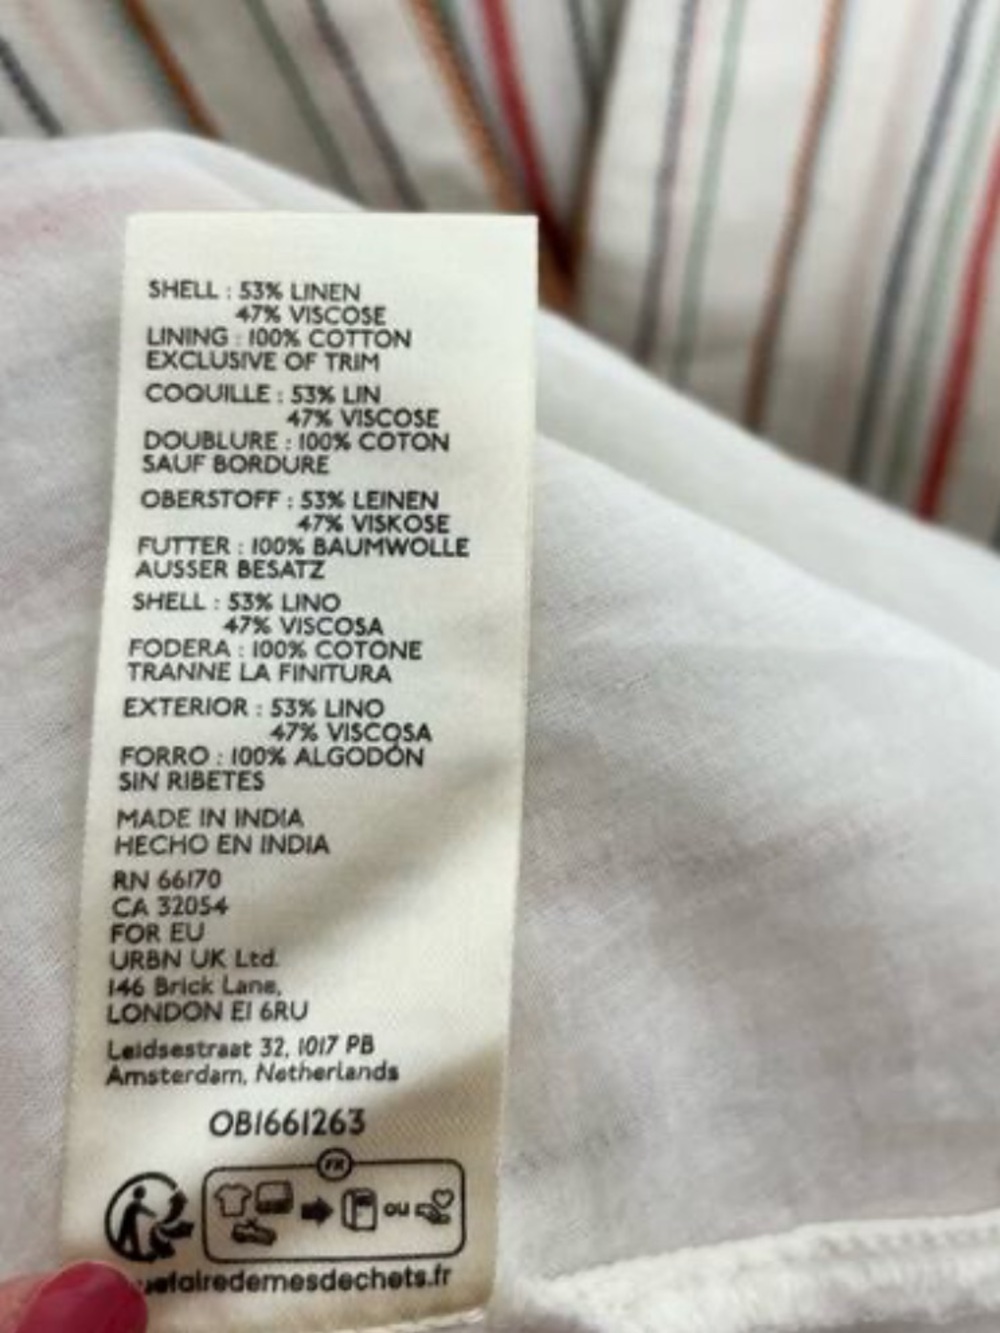 SHELL : 53% LINEN
47% VISCOSE
LINING : 100% COTTON
EXCLUSIVE OF TRIM
COQUILLE : 53% LIN
47% VISCOSE
DOUBLURE : 100% COTON
SAUF BORDURE
OBERSTOFF : 53% LEINEN
47% VISKOSE
FUTTER : 100% BAUMWOLLE
AUSSER BESATZ
SHELL : 53% LINO
47% VISCOSA
FODERA : 100% COTONE
TRANNE LA FINITURA
EXTERIOR : 53% LINO
47% VISCOSA
FORRO : 100% ALGODÓN
SIN RIBETES
MADE IN INDIA
HECHO EN INDIA
RN 66170
CA 32054
FOR EU
URBN UK Ltd.
146 Brick Lane,
LONDON E1 6RU
Leidsestraat 32, 1017 PB
Amsterdam, Netherlands
OB1661263
FR
ou
uefairedemesdechets.fr